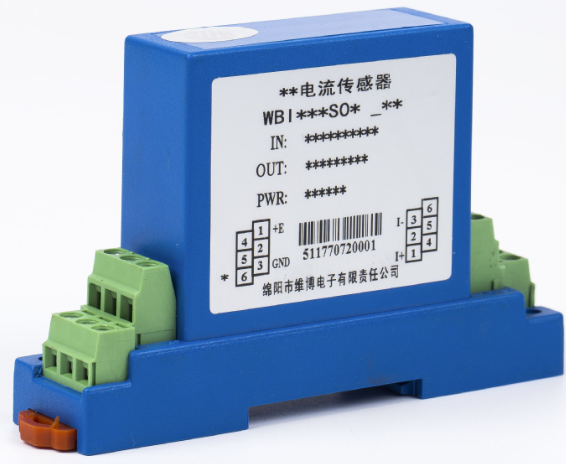 **电流传感器
WBI***SO*_**
IN: **********
OUT: *********
PWR: ******
1 +E
4 2
5 3 GND
* 6
511770720001
6
I- 3 5
2 4
I+ 1
绵阳市维博电子有限责任公司